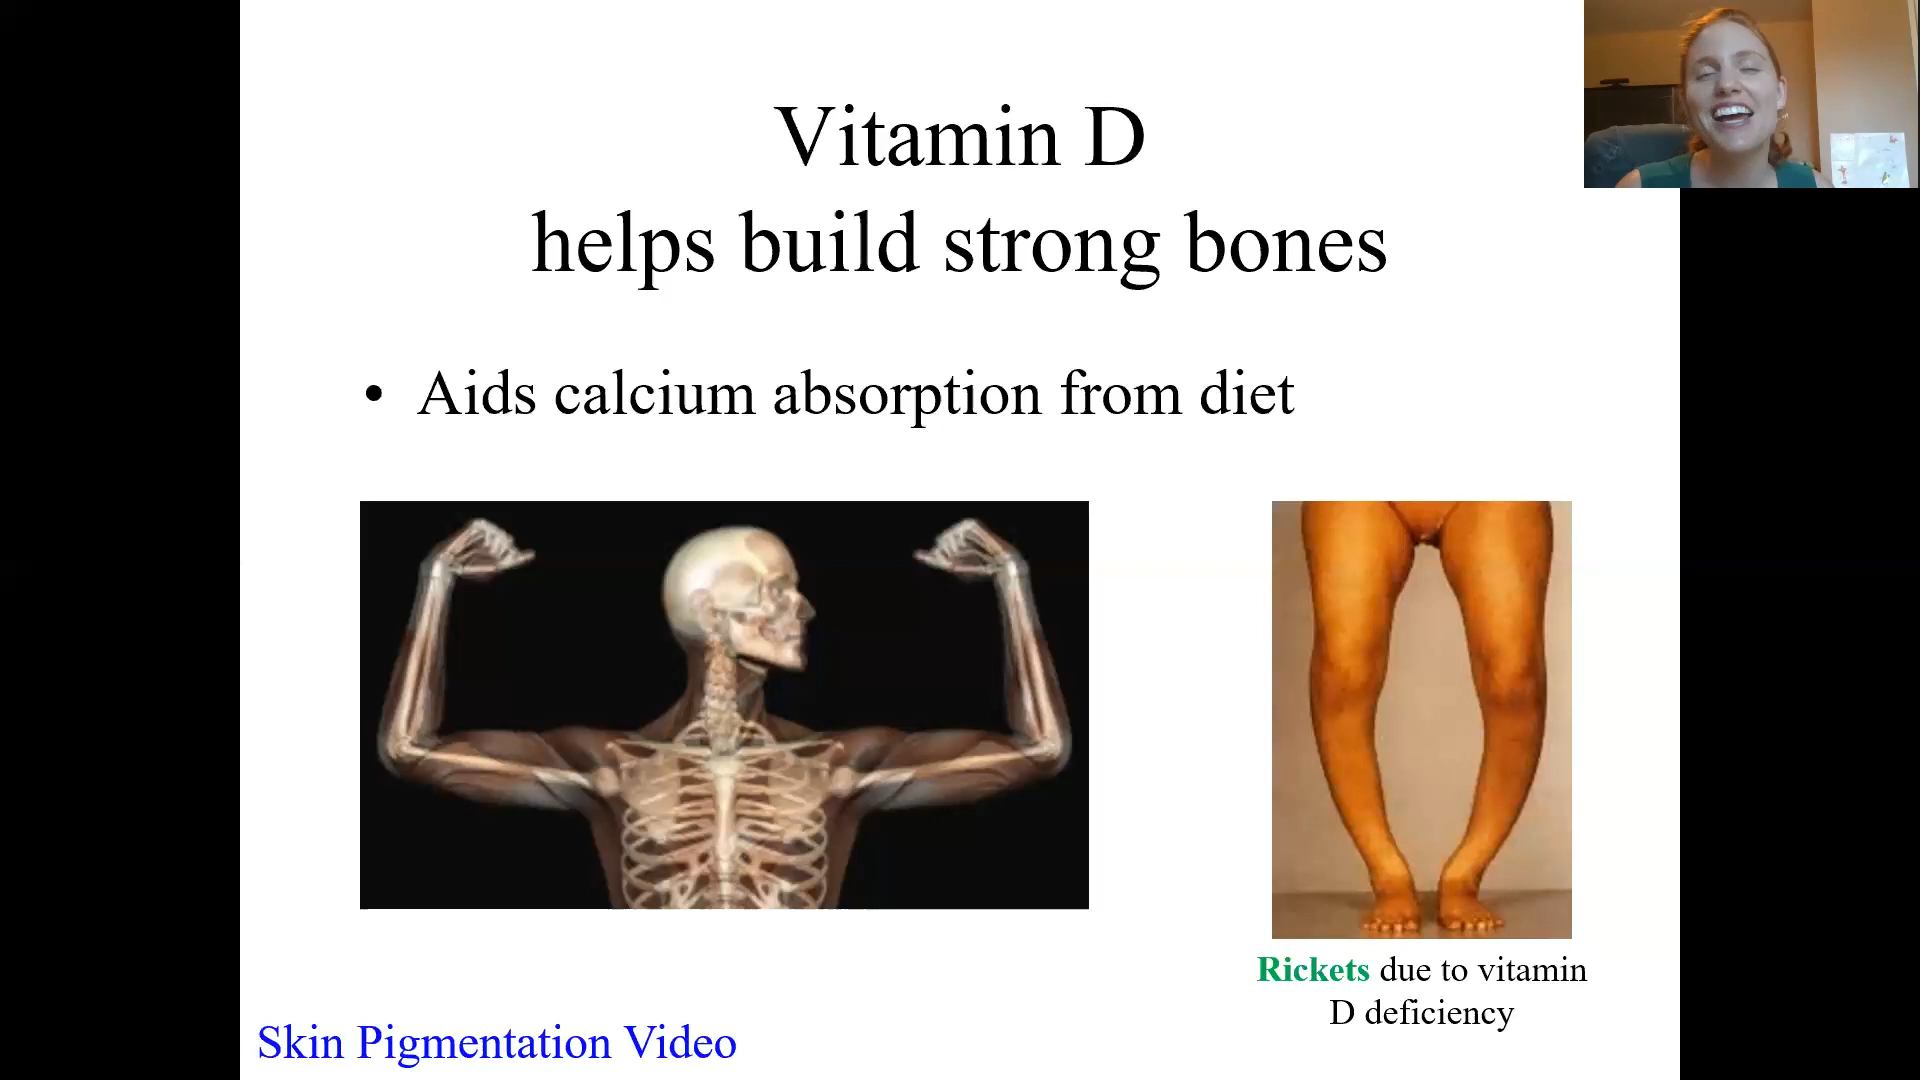 Vitamin D
helps build strong bones
• Aids calcium absorption from diet
Rickets due to vitamin
D deficiency
Skin Pigmentation Video